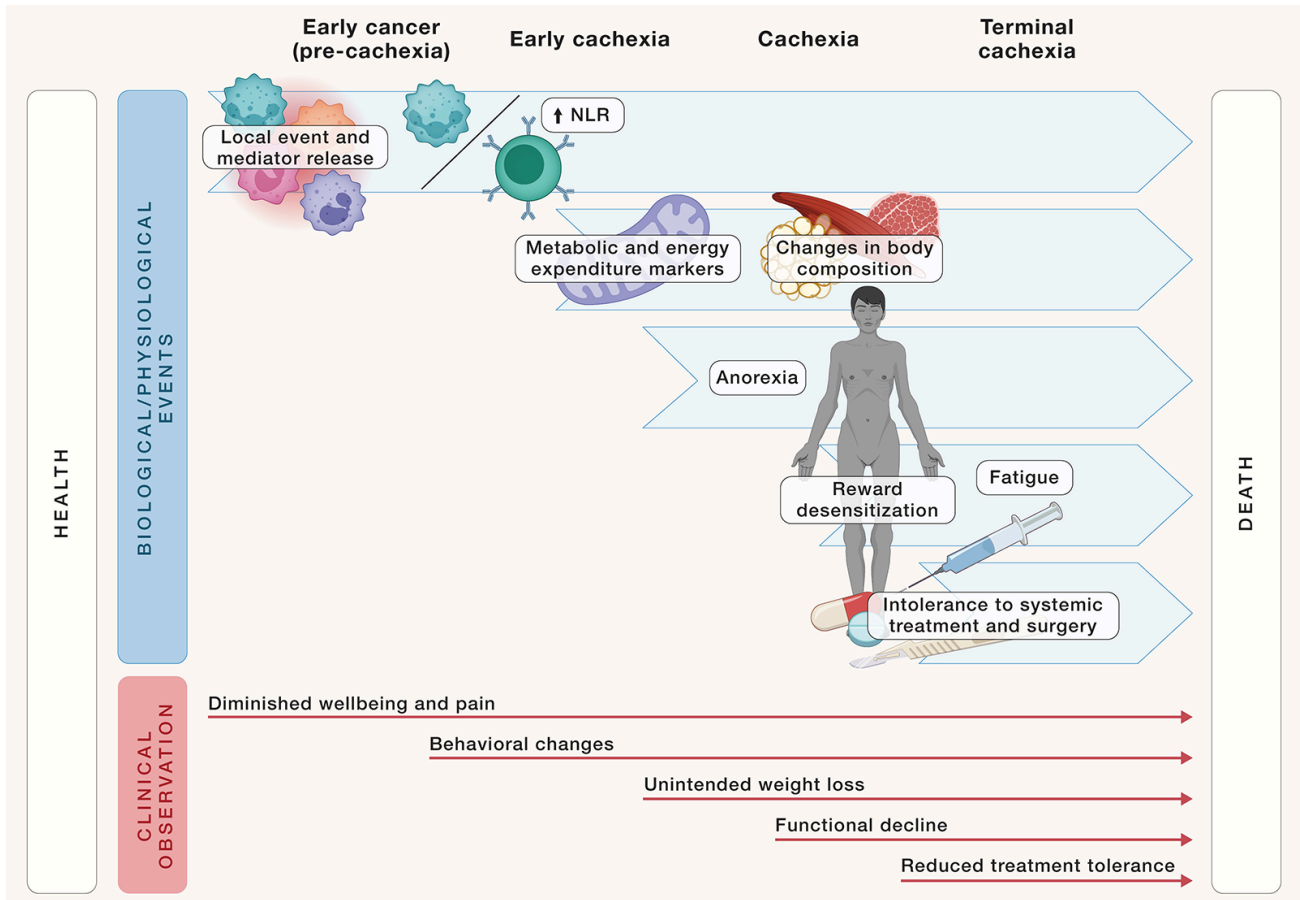 Early cancer
(pre-cachexia)
Early cachexia
Cachexia
Terminal
cachexia
HEALTH
BIOLOGICAL/PHYSIOLOGICAL
EVENTS
Local event and
mediator release
⬆ NLR
Metabolic and energy
expenditure markers
Changes in body
composition
Anorexia
Reward
desensitization
Fatigue
Intolerance to systemic
treatment and surgery
DEATH
CLINICAL
OBSERVATION
Diminished wellbeing and pain
Behavioral changes
Unintended weight loss
Functional decline
Reduced treatment tolerance